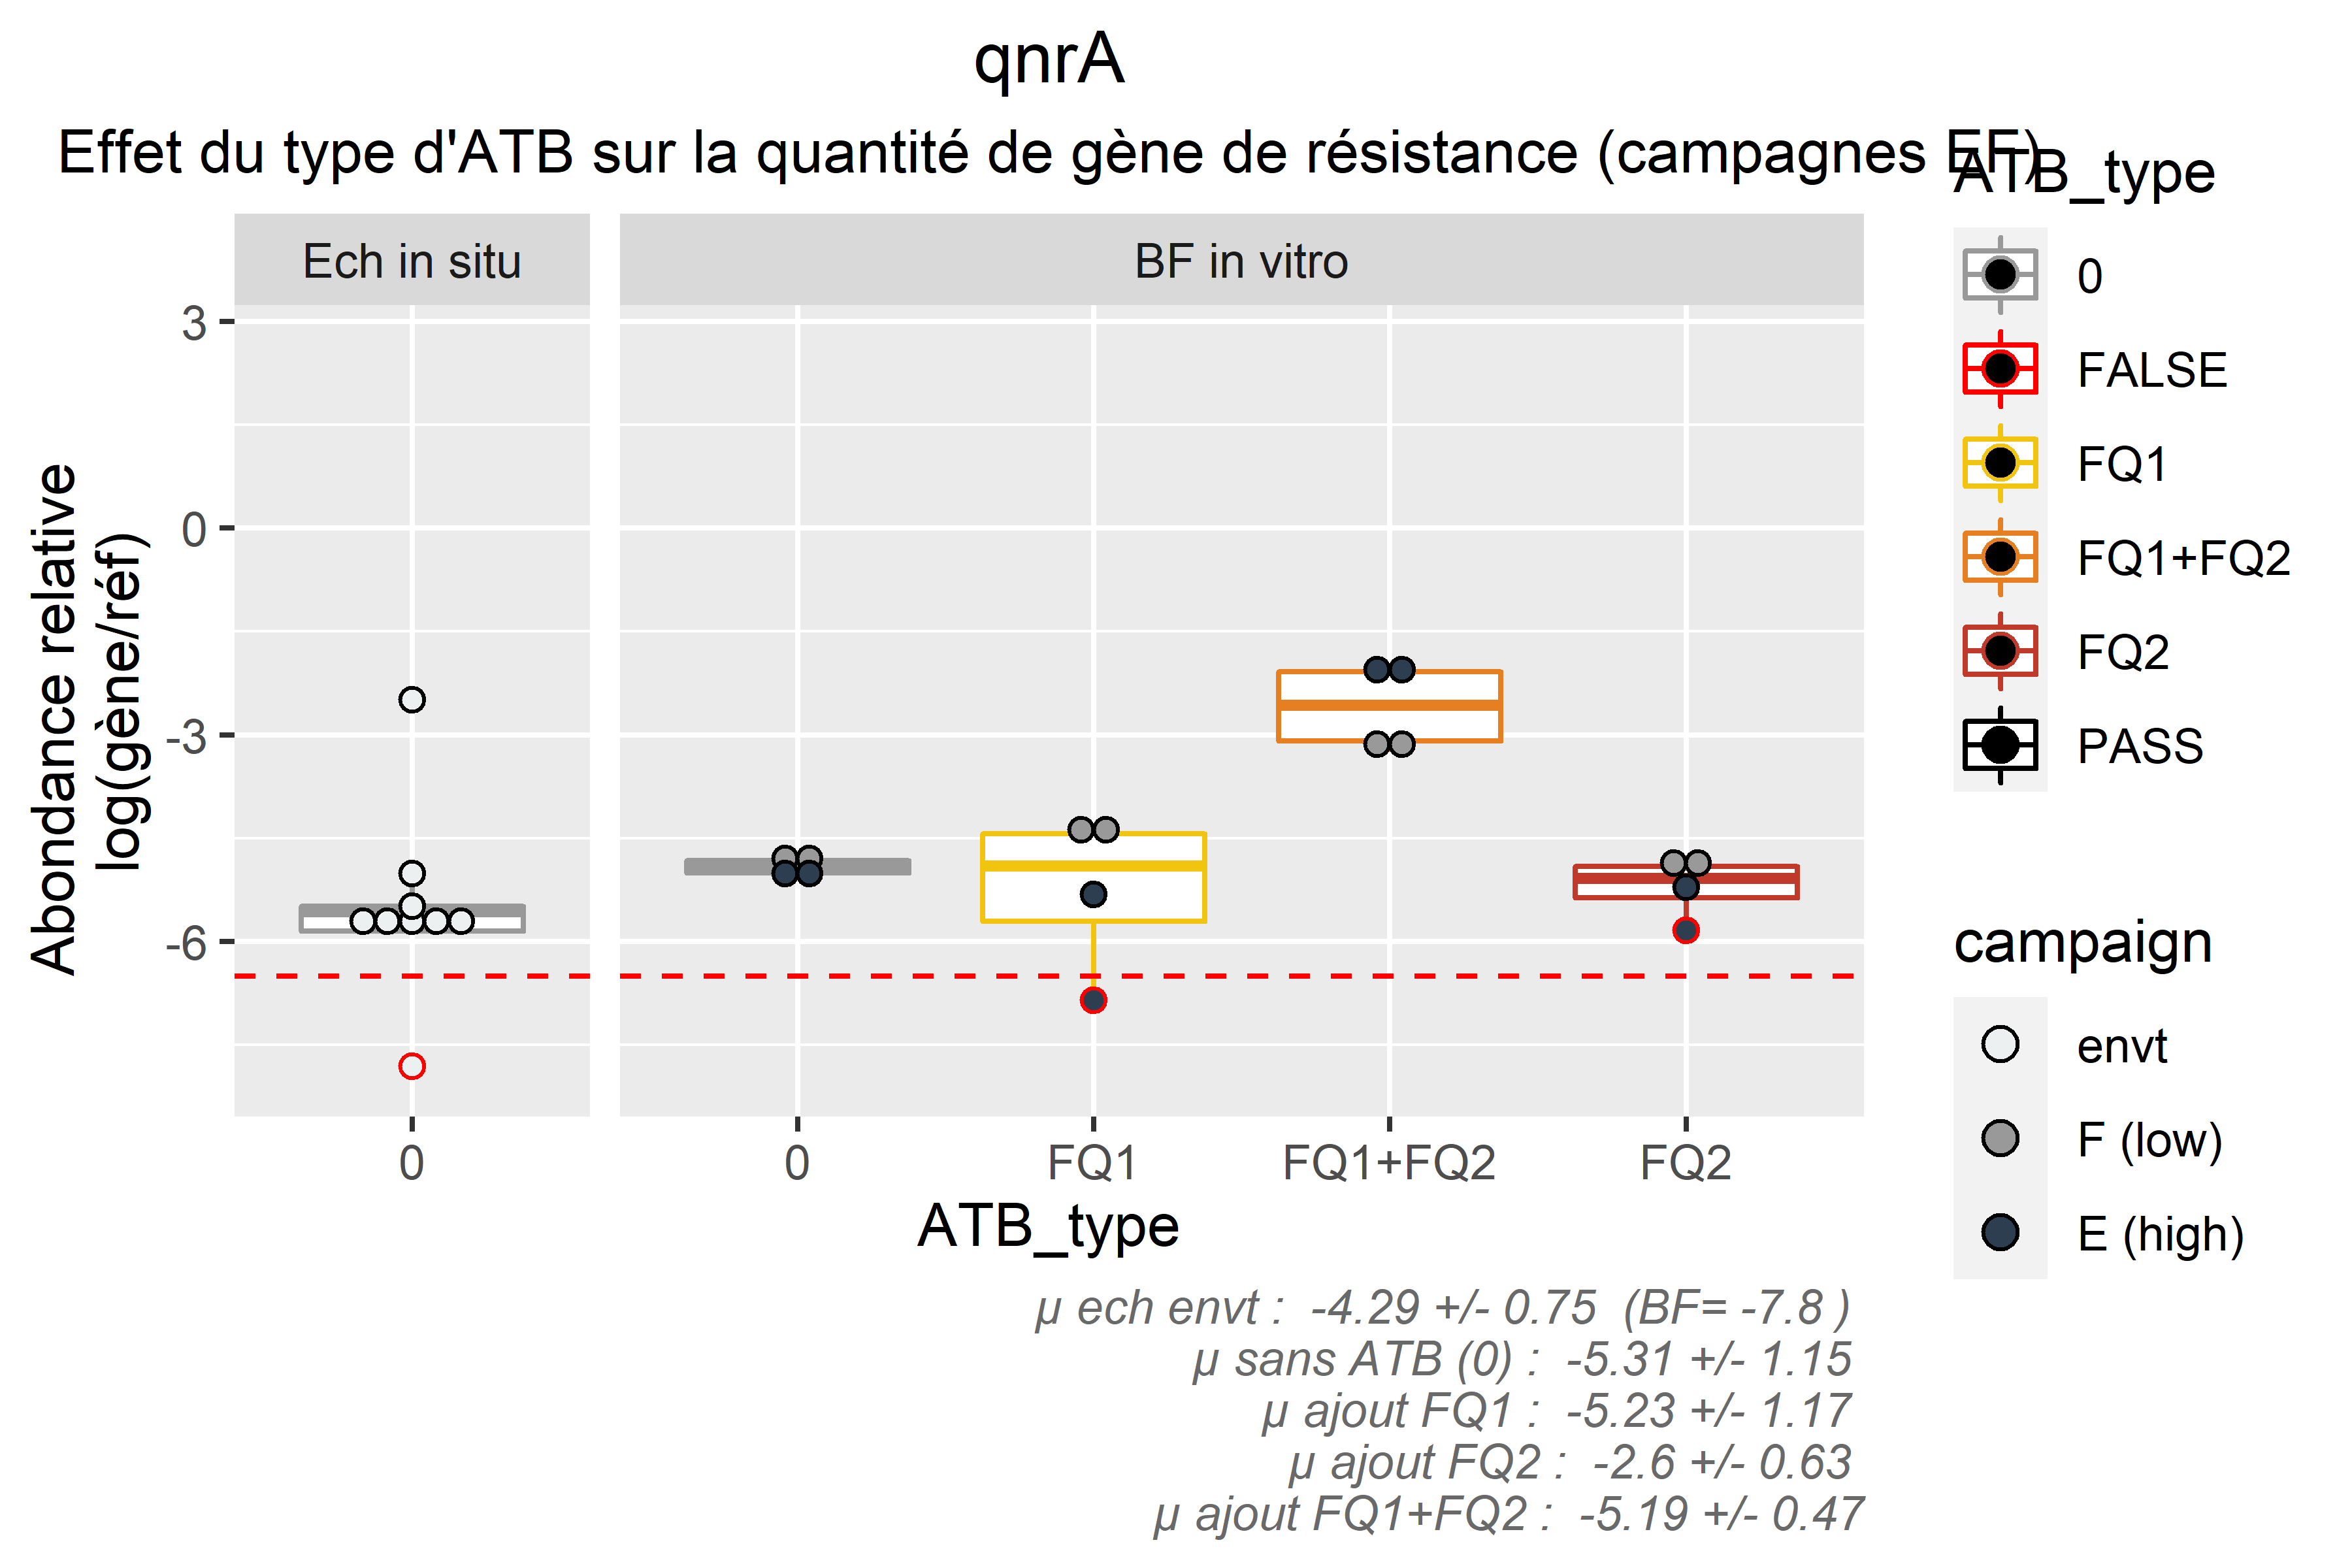 qnrA
Effet du type d'ATB sur la quantité de gène de résistance (campagnes EF)
Ech in situ
BF in vitro
3
0
-3
-6
Abondance relative
log(gène/réf)
0
0
FQ1
FQ1+FQ2
FQ2
ATB_type
ATB_type
0
FALSE
FQ1
FQ1+FQ2
FQ2
PASS
campaign
envt
F (low)
E (high)
µ ech envt :  -4.29 +/- 0.75  (BF= -7.8 )
µ sans ATB (0) :  -5.31 +/- 1.15
µ ajout FQ1 :  -5.23 +/- 1.17
µ ajout FQ2 :  -2.6 +/- 0.63
µ ajout FQ1+FQ2 :  -5.19 +/- 0.47